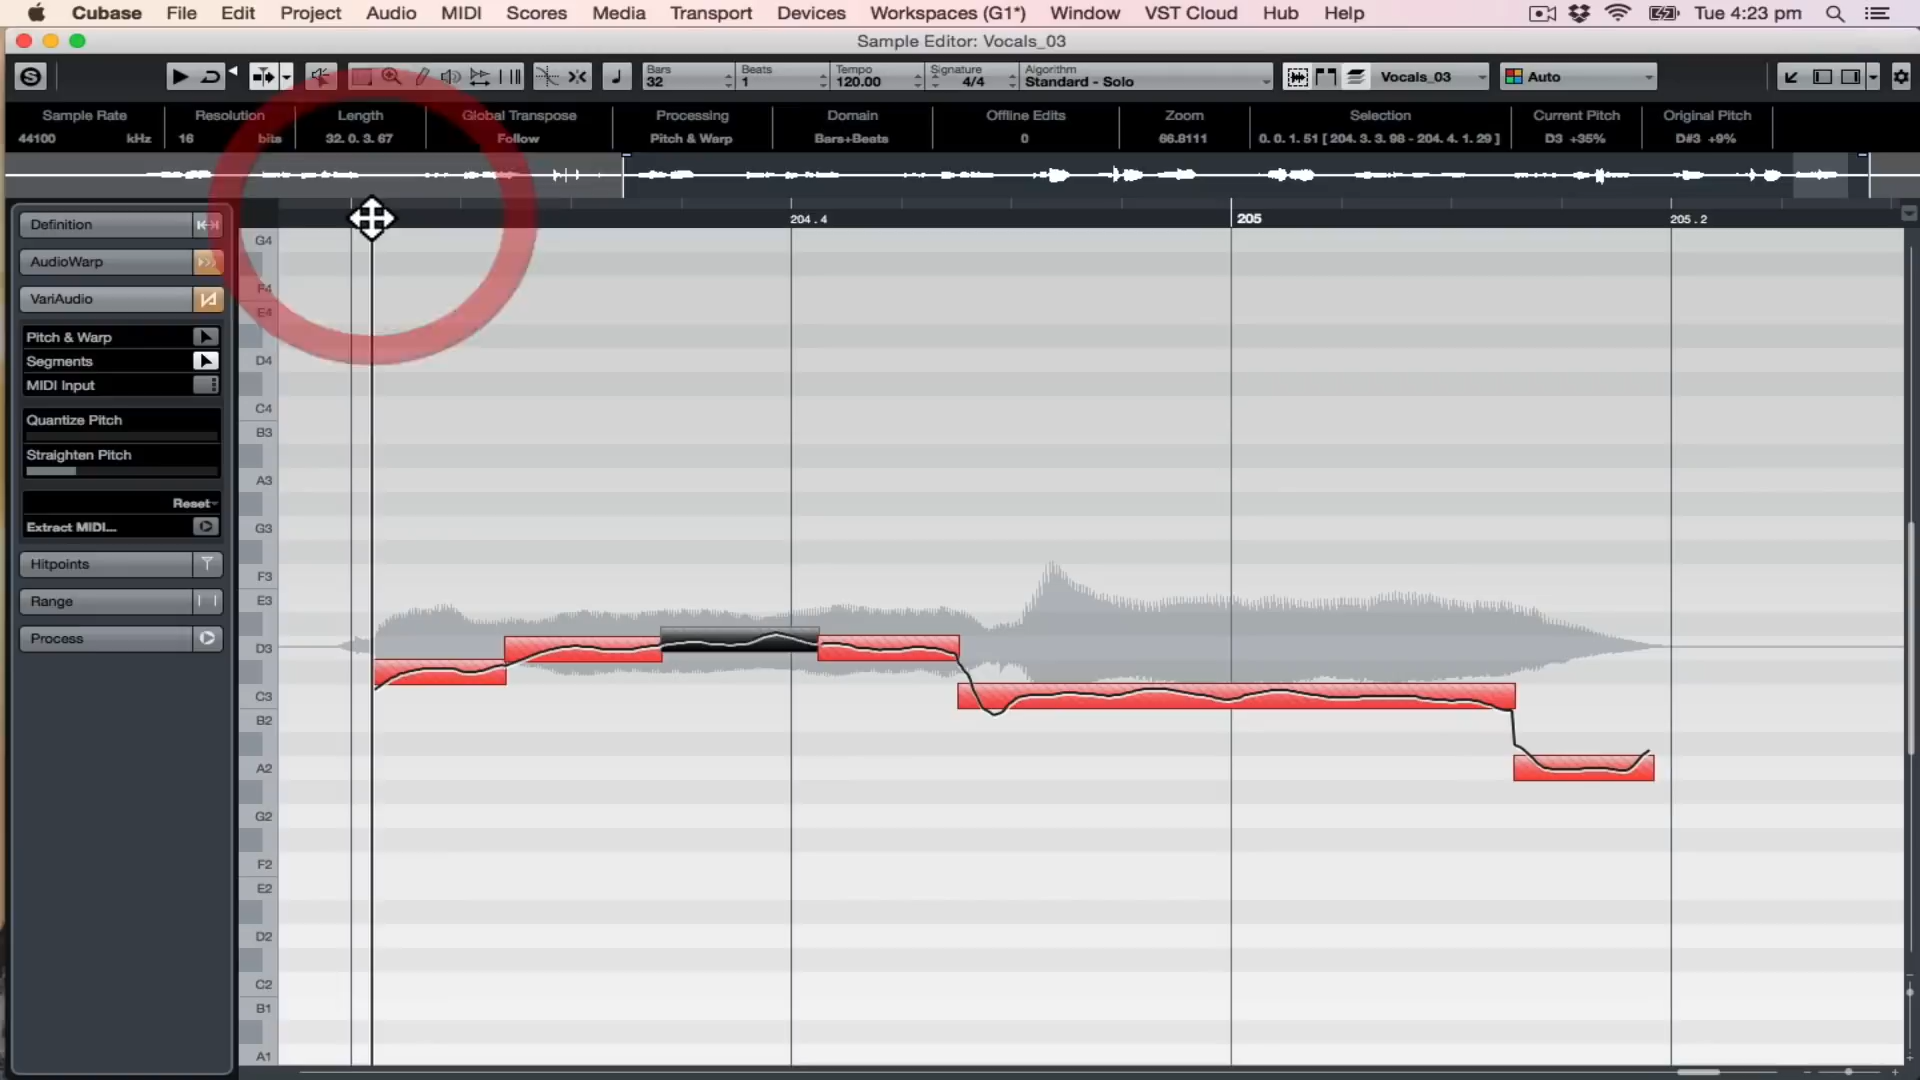 Cubase File Edit Project Audio MIDI Scores Media Transport Devices Workspaces (G1*) Window VST Cloud Hub Help Tue 4:23 pm
Sample Editor: Vocals_03
Bars Beats Tempo Signature Algorithm
32 1 120.00 4/4 Standard - Solo Vocals_03 Auto
Sample Rate Resolution Length Global Transpose Processing Domain Offline Edits Zoom Selection Current Pitch Original Pitch
44100 kHz 16 bits 32. 0. 3. 67 Follow Pitch & Warp Bars+Beats 0 66.8111 0. 0. 1. 51 [ 204. 3. 3. 98 - 204. 4. 1. 29 ] D3 +35% D#3 +9%
204.4 205 205.2
Definition
AudioWarp
VariAudio
Pitch & Warp
Segments
MIDI Input
Quantize Pitch
Straighten Pitch
Reset
Extract MIDI...
Hitpoints
Range
Process
G4
F4
E4
D4
C4
B3
A3
G3
F3
E3
D3
C3
B2
A2
G2
F2
E2
D2
C2
B1
A1